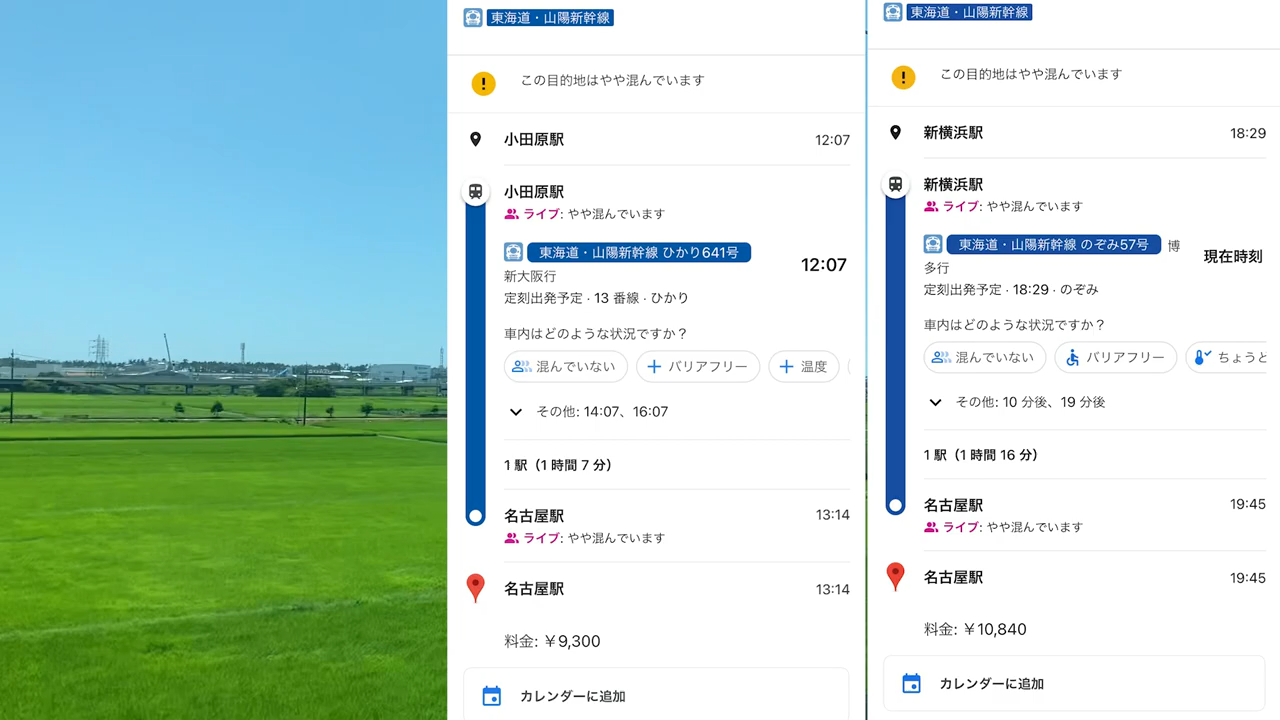 東海道・山陽新幹線
この目的地はやや混んでいます
小田原駅
12:07
小田原駅
ライブ: やや混んでいます
東海道・山陽新幹線 ひかり641号
12:07
新大阪行
定刻出発予定 · 13 番線 · ひかり
車内はどのような状況ですか？
混んでいない
バリアフリー
温度
その他: 14:07、16:07
1 駅（1 時間 7 分）
名古屋駅
13:14
ライブ: やや混んでいます
名古屋駅
13:14
料金: ￥9,300
カレンダーに追加
東海道・山陽新幹線
この目的地はやや混んでいます
新横浜駅
18:29
新横浜駅
ライブ: やや混んでいます
東海道・山陽新幹線 のぞみ57号 博
多行
現在時刻
定刻出発予定 · 18:29 · のぞみ
車内はどのような状況ですか？
混んでいない
バリアフリー
ちょうど
その他: 10 分後、19 分後
1 駅（1 時間 16 分）
名古屋駅
19:45
ライブ: やや混んでいます
名古屋駅
19:45
料金: ￥10,840
カレンダーに追加